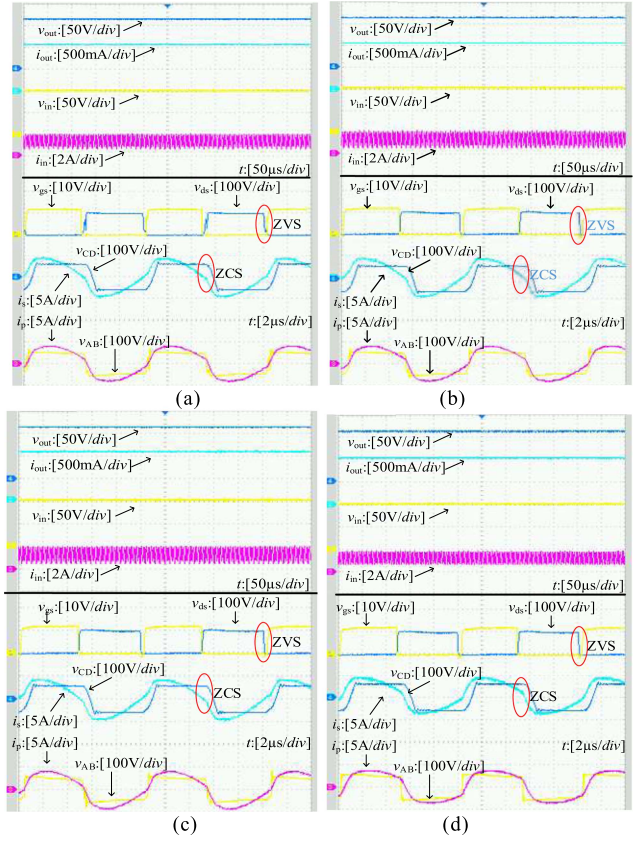 vout:[50V/div]
iout:[500mA/div]
vin:[50V/div]
iin:[2A/div]
t:[50μs/div]
vgs:[10V/div]
vds:[100V/div]
ZVS
vCD:[100V/div]
ZCS
is:[5A/div]
ip:[5A/div]
t:[2μs/div]
vAB:[100V/div]
(a)
vout:[50V/div]
iout:[500mA/div]
vin:[50V/div]
iin:[2A/div]
t:[50μs/div]
vgs:[10V/div]
vds:[100V/div]
ZVS
vCD:[100V/div]
ZCS
is:[5A/div]
ip:[5A/div]
t:[2μs/div]
vAB:[100V/div]
(b)
vout:[50V/div]
iout:[500mA/div]
vin:[50V/div]
iin:[2A/div]
t:[50μs/div]
vgs:[10V/div]
vds:[100V/div]
ZVS
vCD:[100V/div]
ZCS
is:[5A/div]
ip:[5A/div]
t:[2μs/div]
vAB:[100V/div]
(c)
vout:[50V/div]
iout:[500mA/div]
vin:[50V/div]
iin:[2A/div]
t:[50μs/div]
vgs:[10V/div]
vds:[100V/div]
ZVS
vCD:[100V/div]
ZCS
is:[5A/div]
ip:[5A/div]
t:[2μs/div]
vAB:[100V/div]
(d)